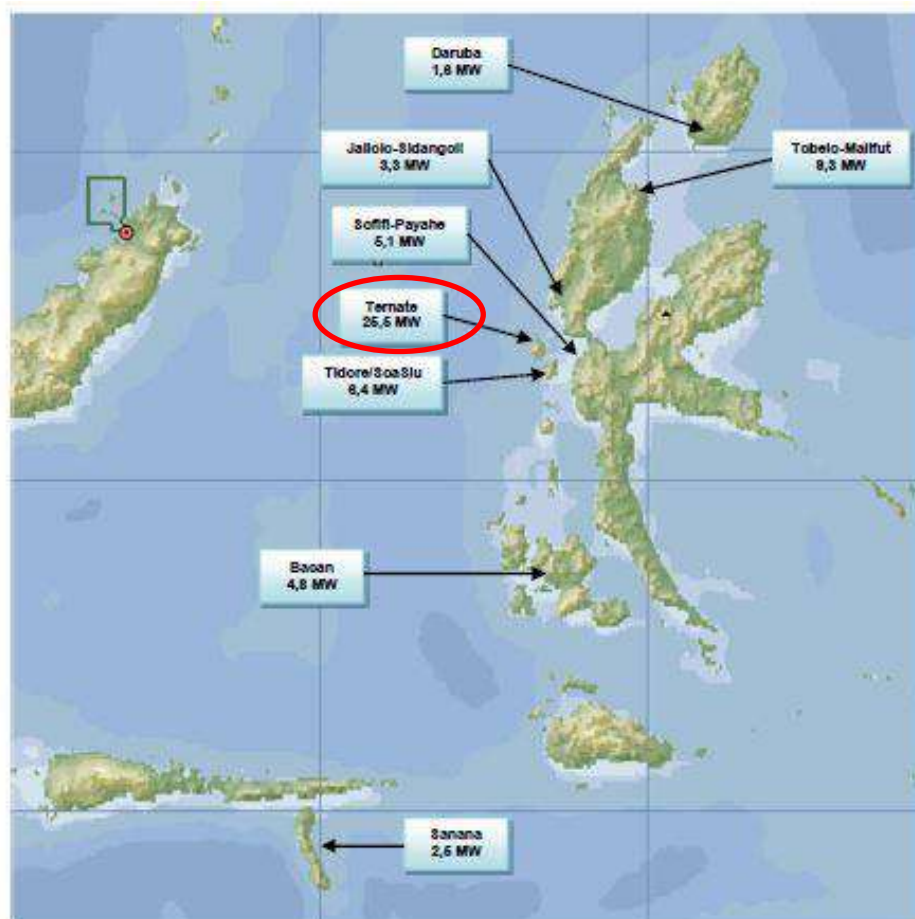 Daruba
1,6 MW
Jailolo-Sidangoli
3,3 MW
Tobelo-Malifut
9,3 MW
Sofifi-Payahe
5,1 MW
Ternate
25,5 MW
Tidore/SoaSiu
6,4 MW
Bacan
4,8 MW
Sanana
2,5 MW